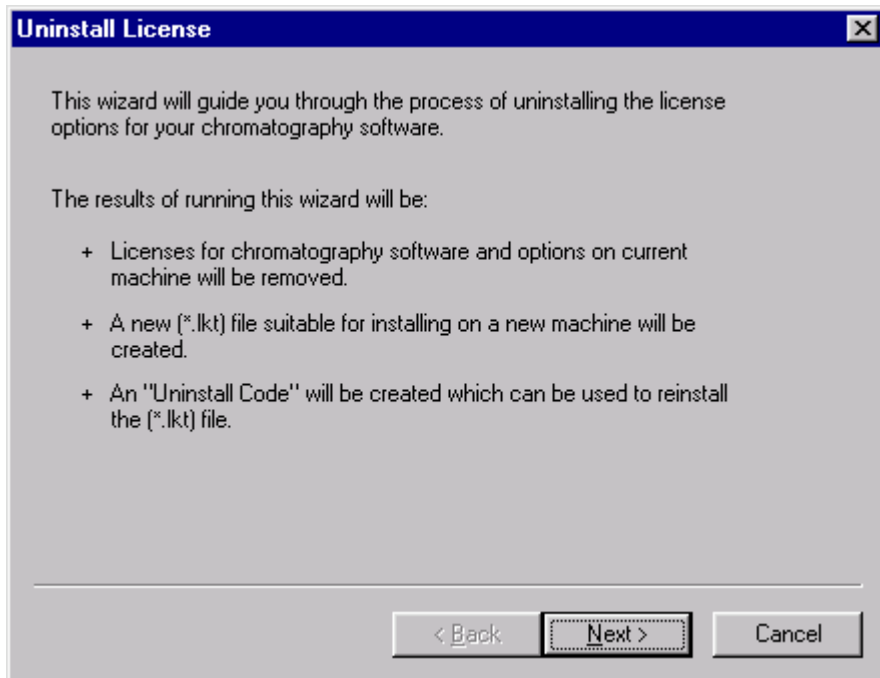 Uninstall License
This wizard will guide you through the process of uninstalling the license
options for your chromatography software.
The results of running this wizard will be:
+ Licenses for chromatography software and options on current
machine will be removed.
+ A new (*.lkt) file suitable for installing on a new machine will be
created.
+ An "Uninstall Code" will be created which can be used to reinstall
the (*.lkt) file.
< Back Next > Cancel